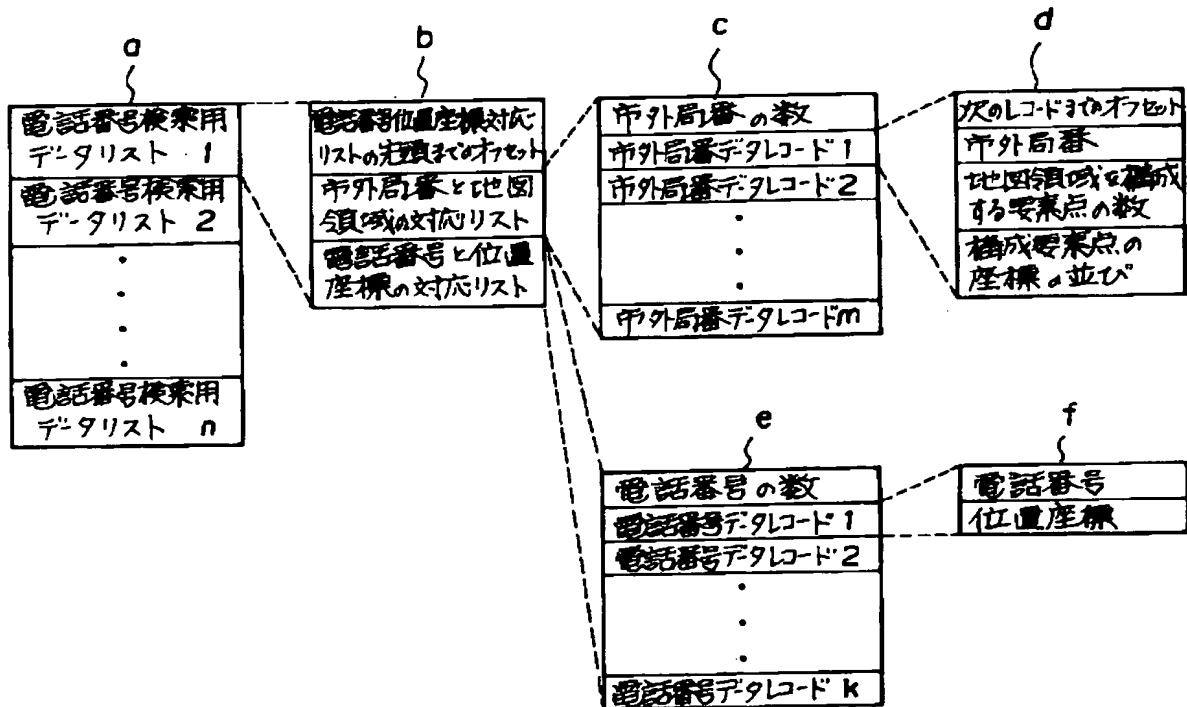 a
電話番号検索用
データリスト 1
電話番号検索用
データリスト 2
電話番号検索用
データリスト n
b
電話番号位置座標対応
リストの先頭までのオフセット
市外局番と地図
領域の対応リスト
電話番号と位置
座標の対応リスト
c
市外局番の数
市外局番データレコード1
市外局番データレコード2
市外局番データレコードm
d
次のレコードまでのオフセット
市外局番
地図領域を構成
する要素点の数
構成要素点の
座標の並び
e
電話番号の数
電話番号データレコード1
電話番号データレコード2
電話番号データレコードk
f
電話番号
位置座標